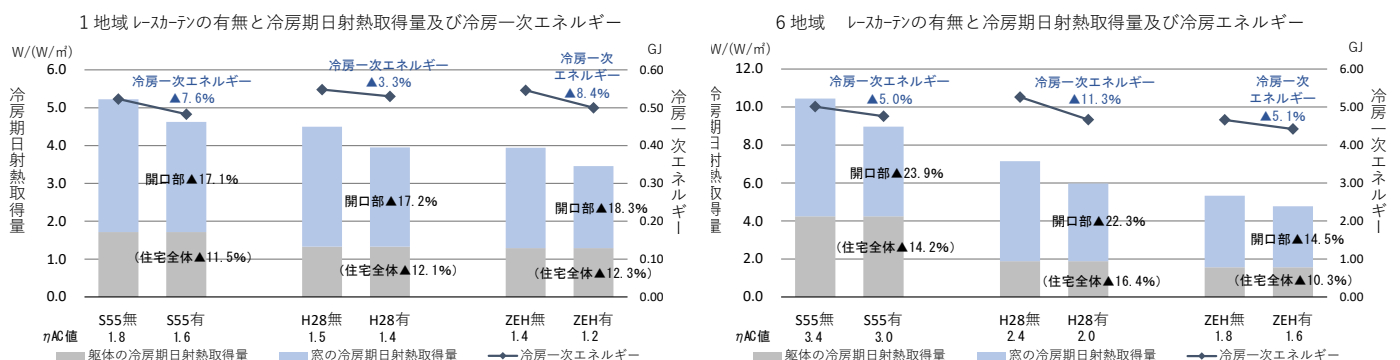 1地域 レースカーテンの有無と冷房期日射熱取得量及び冷房一次エネルギー
W/(W/㎡)
GJ
冷房期日射熱取得量
冷房一次エネルギー
6.0
5.0
4.0
3.0
2.0
1.0
0.0
0.60
0.50
0.40
0.30
0.20
0.10
0.00
冷房一次エネルギー
▲7.6%
冷房一次エネルギー
▲3.3%
冷房一次
エネルギー
▲8.4%
開口部▲17.1%
開口部▲17.2%
開口部▲18.3%
(住宅全体▲11.5%)
(住宅全体▲12.1%)
(住宅全体▲12.3%)
S55無 S55有 H28無 H28有 ZEH無 ZEH有
ηAC値 1.8 1.6 1.5 1.4 1.4 1.2
躯体の冷房期日射熱取得量 窓の冷房期日射熱取得量 冷房一次エネルギー
6地域 レースカーテンの有無と冷房期日射熱取得量及び冷房エネルギー
W/(W/㎡)
GJ
冷房期日射熱取得量
冷房一次エネルギー
12.0
10.0
8.0
6.0
4.0
2.0
0.0
6.00
5.00
4.00
3.00
2.00
1.00
0.00
冷房一次エネルギー
▲5.0%
冷房一次エネルギー
▲11.3%
冷房一次
エネルギー
▲5.1%
開口部▲23.9%
開口部▲22.3%
開口部▲14.5%
(住宅全体▲14.2%)
(住宅全体▲16.4%)
(住宅全体▲10.3%)
S55無 S55有 H28無 H28有 ZEH無 ZEH有
ηAC値 3.4 3.0 2.4 2.0 1.8 1.6
躯体の冷房期日射熱取得量 窓の冷房期日射熱取得量 冷房一次エネルギー